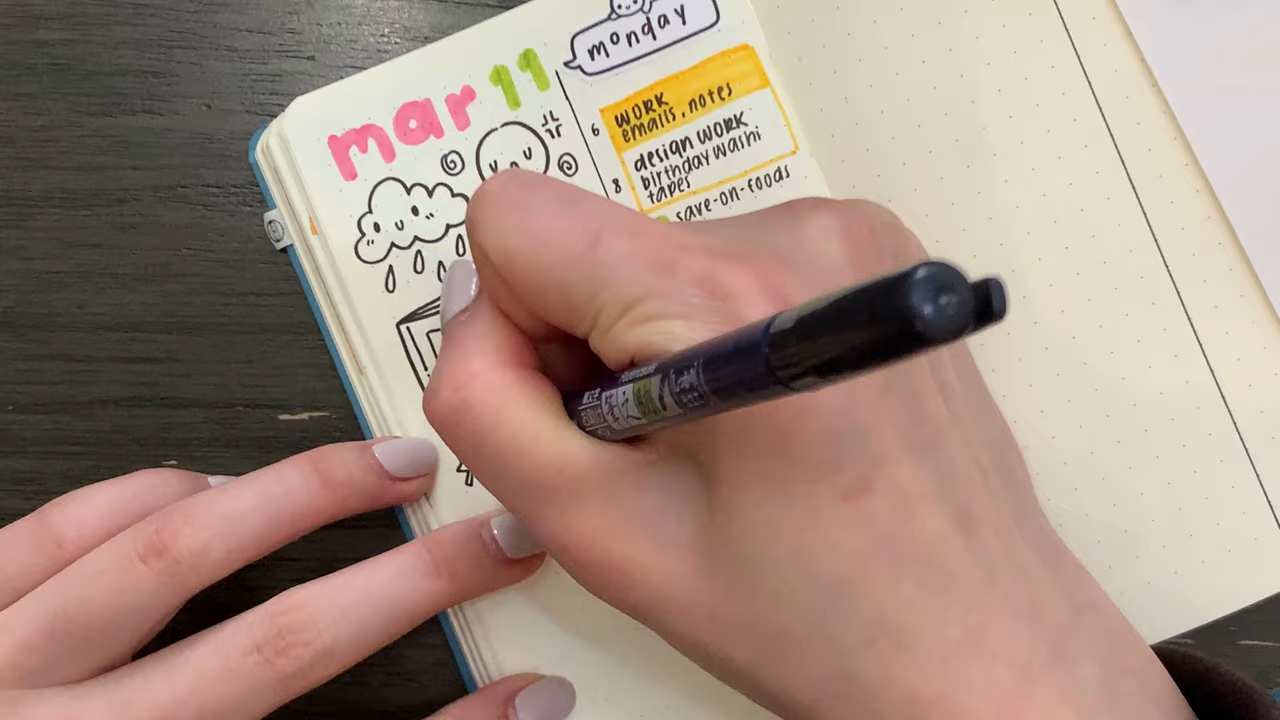 monday
mar 11
6
WORK
emails, notes
design WORK
birthday washi
tapes
8
save-on-foods